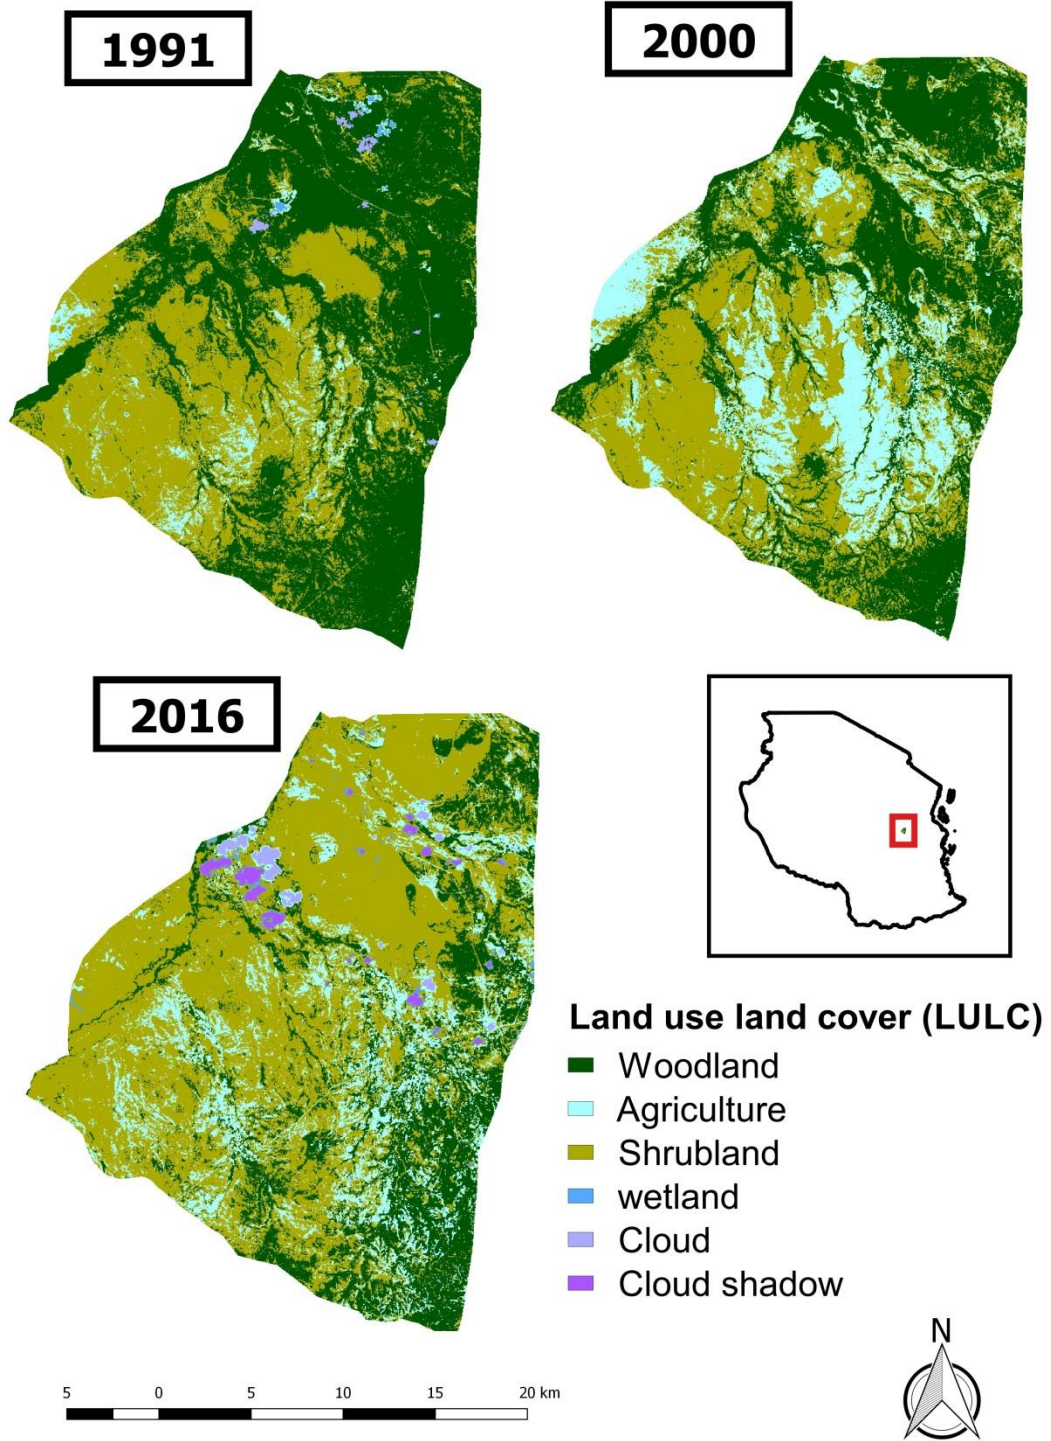 1991
2000
2016
Land use land cover (LULC)
Woodland
Agriculture
Shrubland
wetland
Cloud
Cloud shadow
N
5 0 5 10 15 20 km